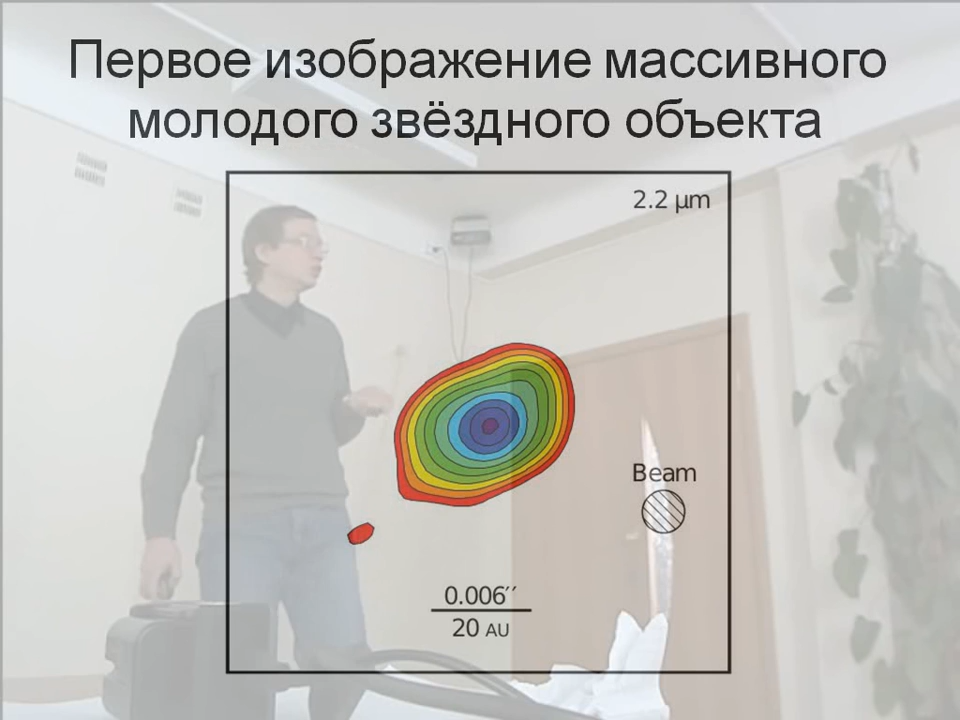 Первое изображение массивного
молодого звёздного объекта
2.2 µm
Beam
0.006′′
20 AU